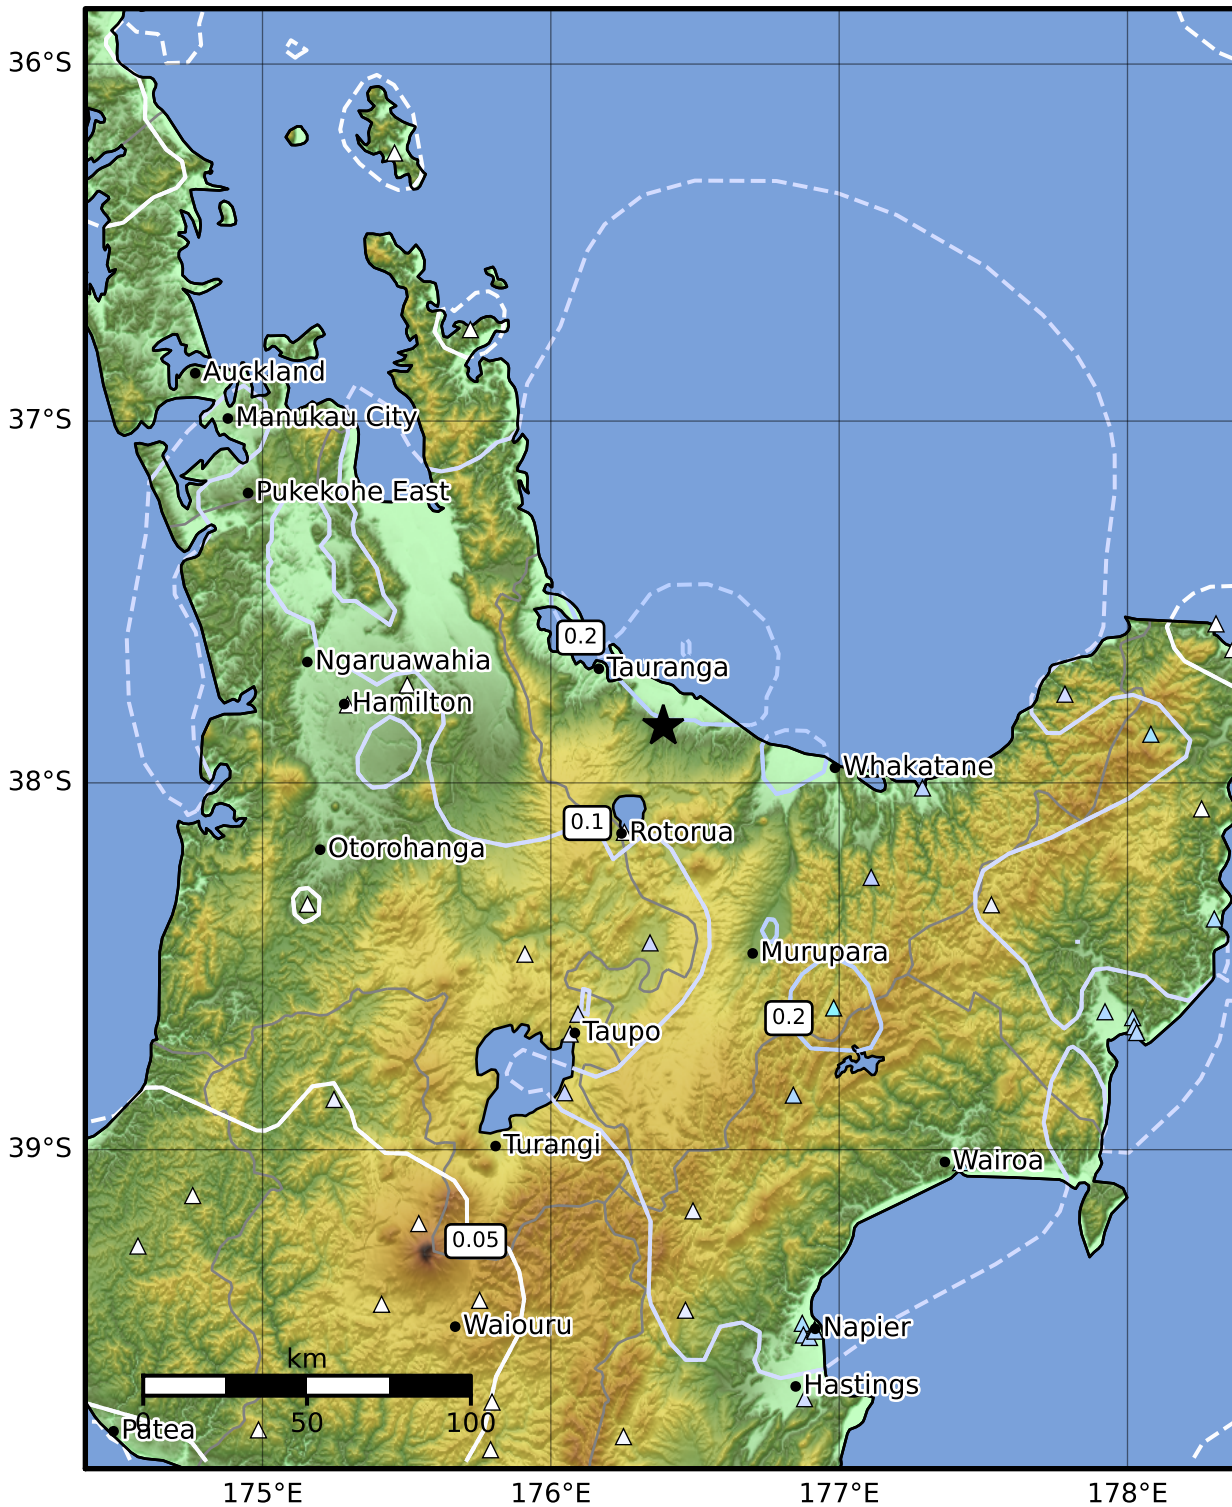 36°S
Auckland
37°S
Manukau City
Pukekohe East
0.2
Ngaruawahia
Tauranga
Hamilton
38°S
Whakatane
0.1
Rotorua
Otorohanga
Murupara
0.2
Taupo
39°S
Turangi
Wairoa
0.05
Waiouru
Napier
km
Hastings
0 50 100
Patea
175°E 176°E 177°E 178°E